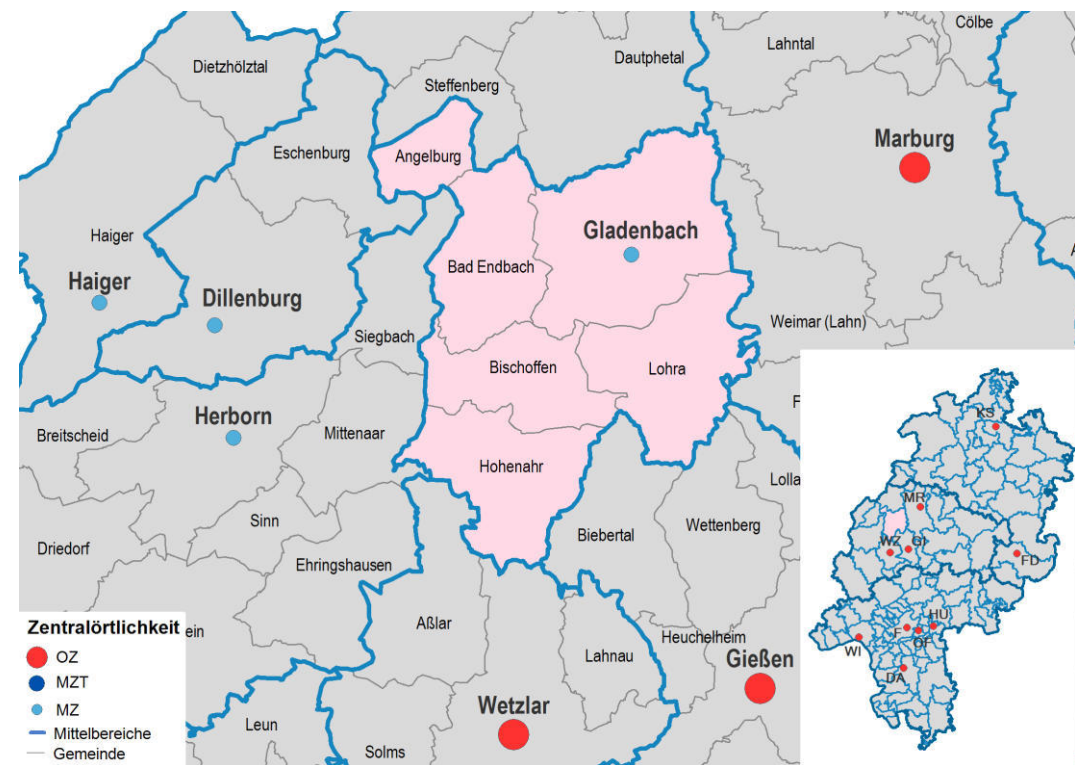 Cölbe
Lahntal
Dautphetal
Dietzhölztal
Steffenberg
Marburg
Eschenburg
Angelburg
Gladenbach
Haiger
Bad Endbach
Haiger
Dillenburg
Weimar (Lahn)
Siegbach
Bischoffen
Lohra
Herborn
Breitscheid
Mittenaar
Hohenahr
KS
Lolla
MR
Sinn
Wettenberg
Biebertal
Driedorf
Ehringshausen
WZ
GI
FD
Aßlar
Zentralörtlichkeit
ein
HU
F
OF
Heuchelheim
WI
OZ
Lahnau
Gießen
DA
MZT
Wetzlar
MZ
Leun
Mittelbereiche
Solms
Gemeinde